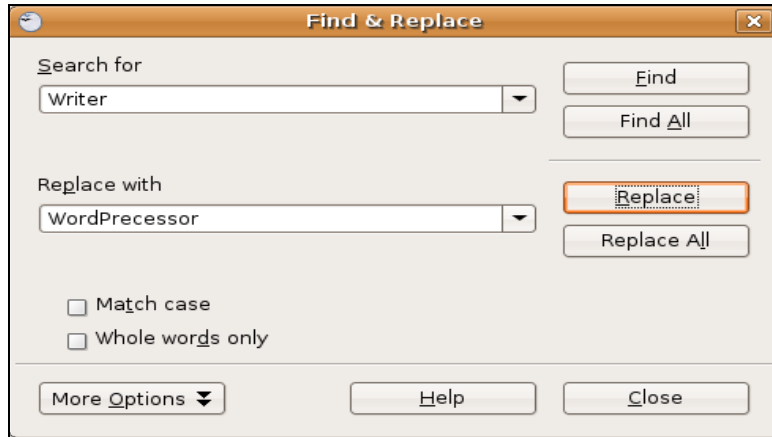 Find & Replace
Search for
Writer
Find
Find All
Replace with
WordPrecessor
Replace
Replace All
Match case
Whole words only
More Options
Help
Close